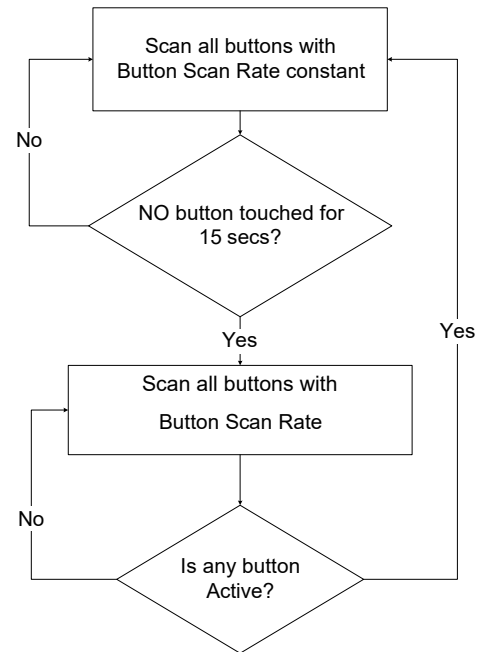 Scan all buttons with
Button Scan Rate constant
No
NO button touched for
15 secs?
Yes
Yes
Scan all buttons with
Button Scan Rate
No
Is any button
Active?